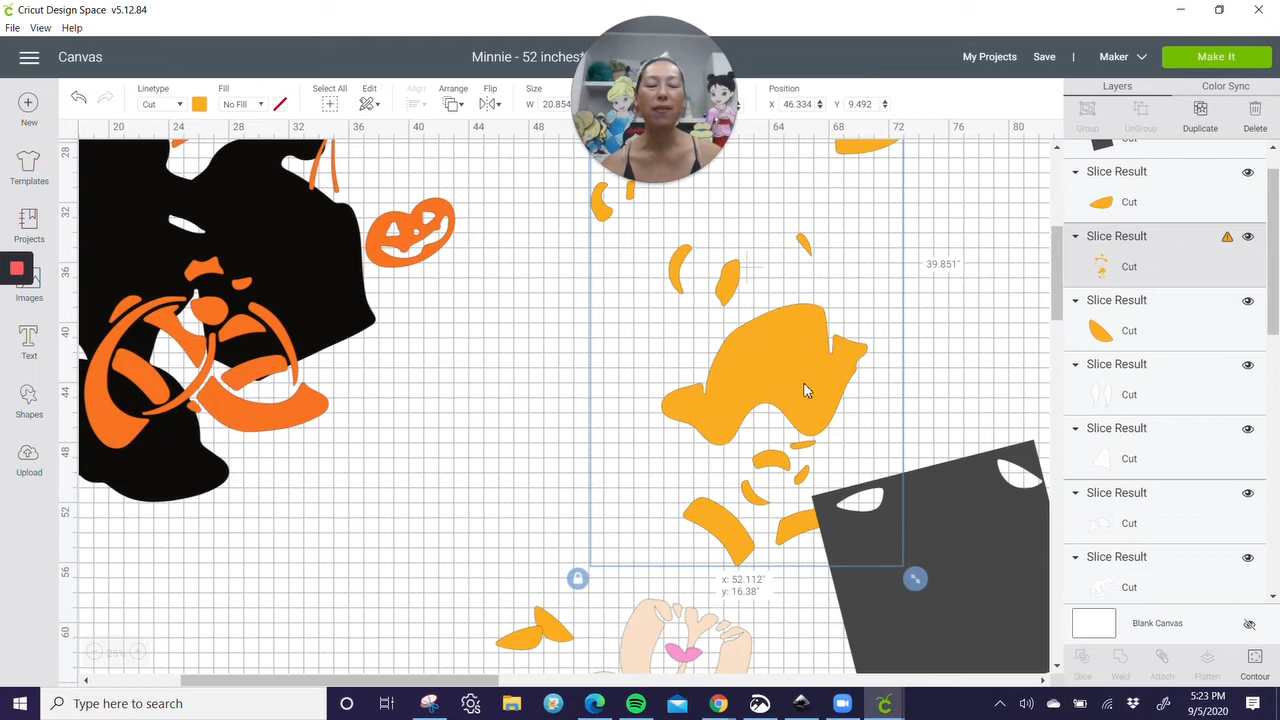 Cricut Design Space v5.12.84
File View Help
Canvas
Minnie - 52 inches*
My Projects Save | Maker Make It
Linetype Fill Align Edit Arrange Flip Size Position
Select All
Cut No Fill W 20.854 X 46.334 Y 9.492
Layers Color Sync
Group UnGroup Duplicate Delete
20 24 28 32 36 42 44 48 64 68 72 76 80
28
32
36
40
44
48
52
56
60
New
Templates
Projects
Images
Text
Shapes
Upload
39.851"
x: 52.112"
y: 16.38"
25%
Cut
Slice Result
Cut
Slice Result
Cut
Slice Result
Cut
Slice Result
Cut
Slice Result
Cut
Slice Result
Cut
Slice Result
Cut
Blank Canvas
Slice Weld Attach Flatten Contour
Type here to search
5:23 PM
9/5/2020